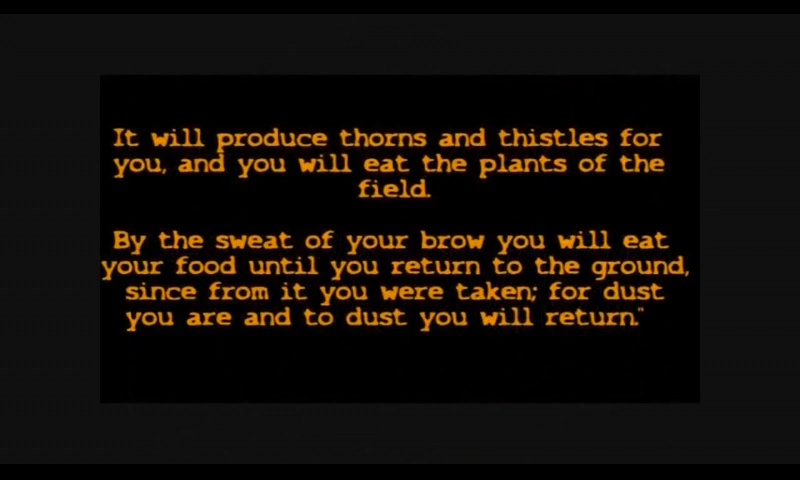 It will produce thorns and thistles for
you, and you will eat the plants of the
field.
By the sweat of your brow you will eat
your food until you return to the ground,
since from it you were taken; for dust
you are and to dust you will return."